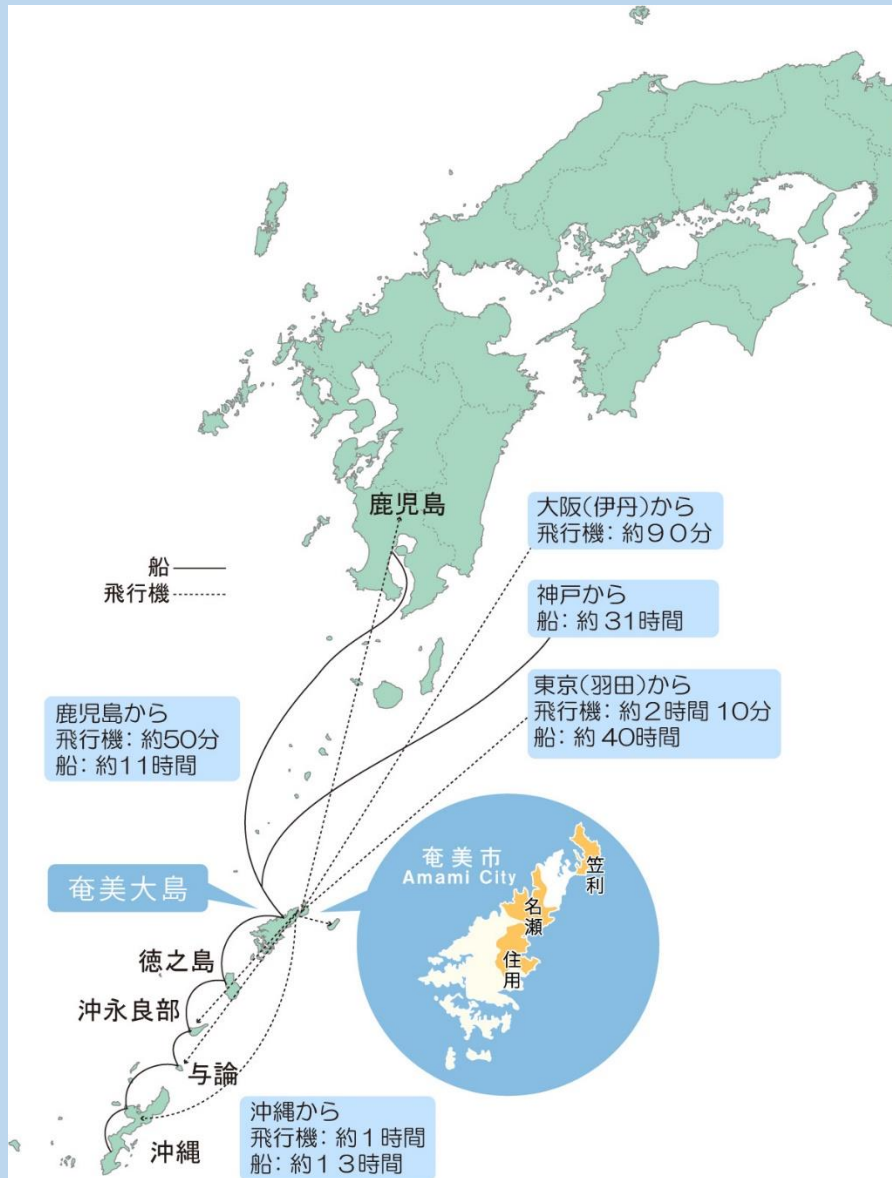 鹿児島
船
飛行機
大阪(伊丹)から
飛行機:約90分
神戸から
船:約31時間
東京(羽田)から
飛行機:約2時間10分
船:約40時間
鹿児島から
飛行機:約50分
船:約11時間
奄美大島
奄美市
Amami City
笠利
名瀬
住用
徳之島
沖永良部
与論
沖縄
沖縄から
飛行機:約1時間
船:約13時間